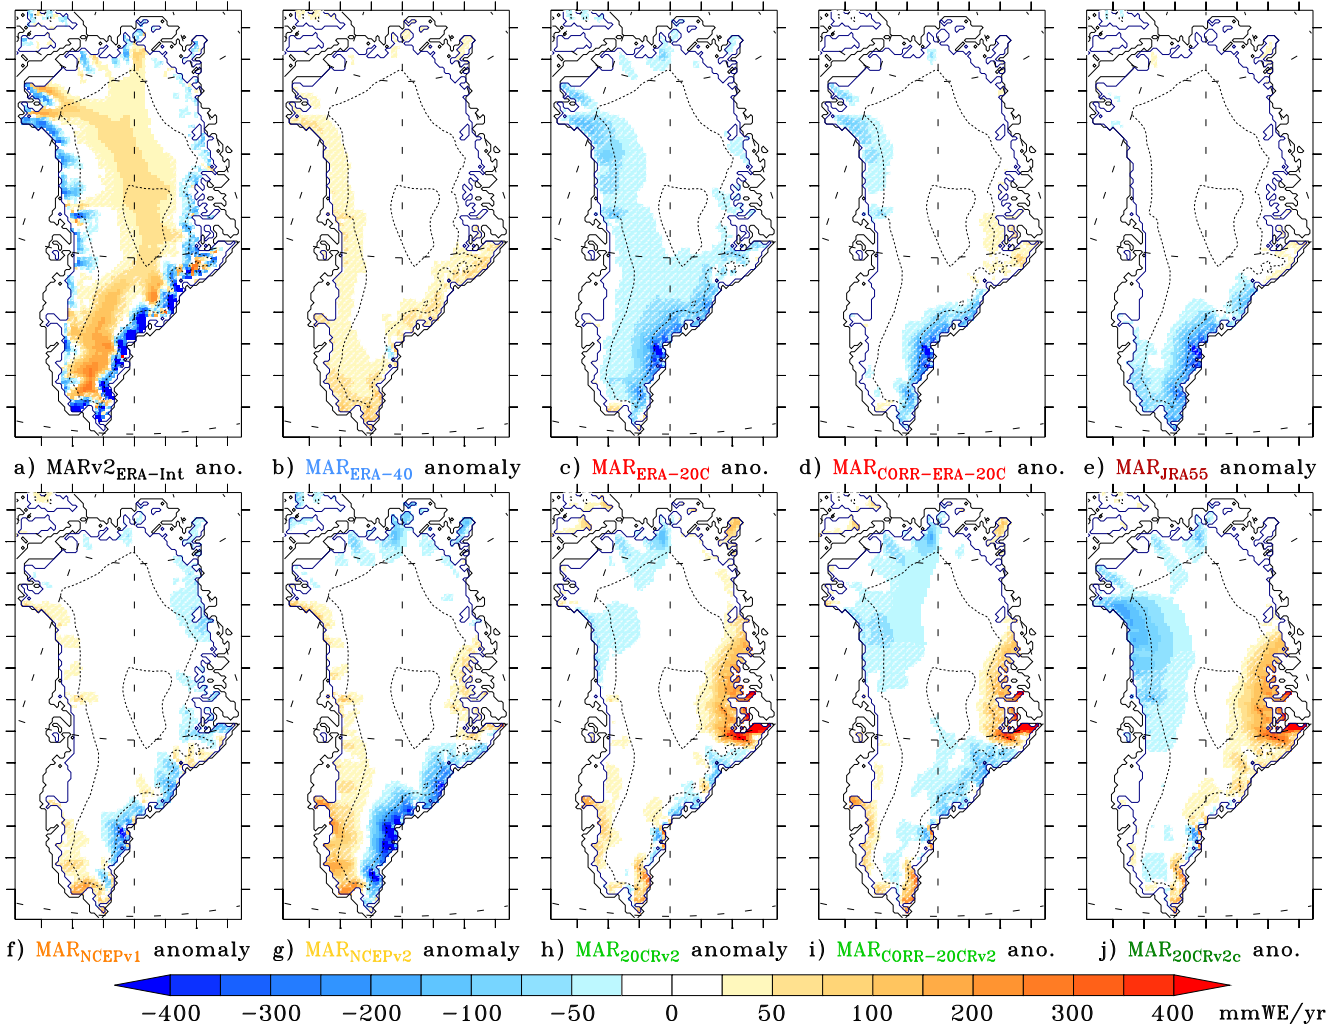 a) MARv2ERA-Int ano. b) MARERA-40 anomaly c) MARERA-20C ano. d) MARCORR-ERA-20C ano. e) MARJRA55 anomaly
f) MARNCEPv1 anomaly g) MARNCEPv2 anomaly h) MAR20CRv2 anomaly i) MARCORR-20CRv2 ano. j) MAR20CRv2c ano.
-400 -300 -200 -100 -50 0 50 100 200 300 400 mmWE/yr